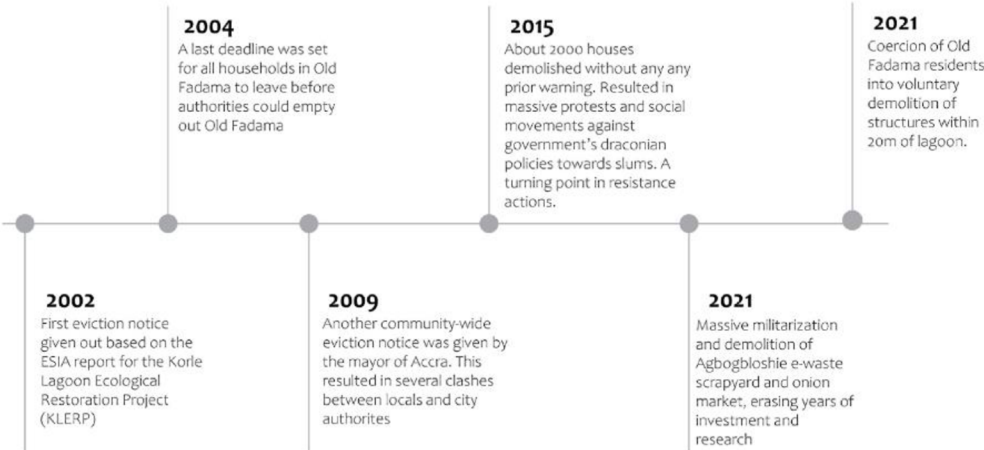 2002
First eviction notice
given out based on the
ESIA report for the Korle
Lagoon Ecological
Restoration Project
(KLERP)
2004
A last deadline was set
for all households in Old
Fadama to leave before
authorities could empty
out Old Fadama
2009
Another community-wide
eviction notice was given by
the mayor of Accra. This
resulted in several clashes
between locals and city
authorites
2015
About 2000 houses
demolished without any any
prior warning. Resulted in
massive protests and social
movements against
government's draconian
policies towards slums. A
turning point in resistance
actions.
2021
Massive militarization
and demolition of
Agbogbloshie e-waste
scrapyard and onion
market, erasing years of
investment and
research
2021
Coercion of Old
Fadama residents
into voluntary
demolition of
structures within
20m of lagoon.